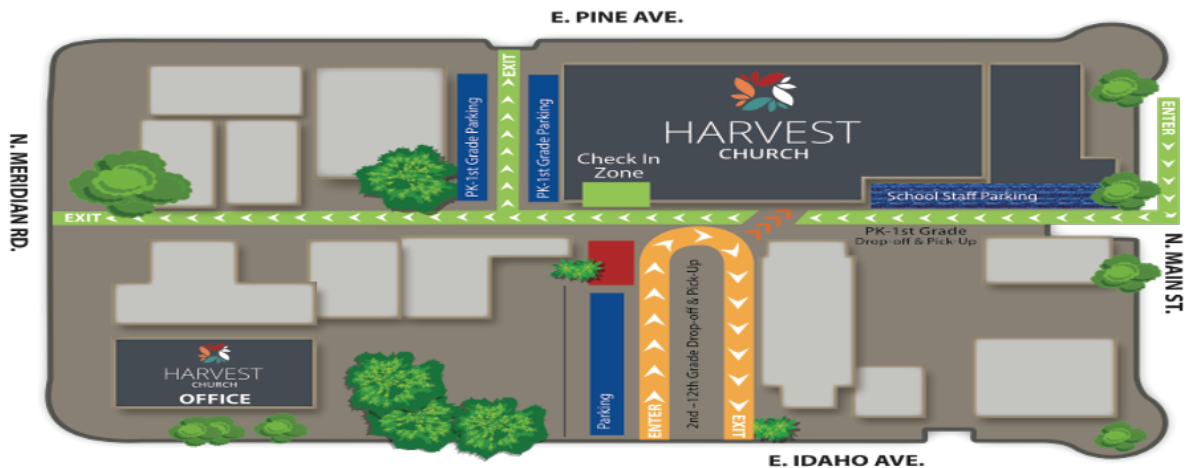 E. PINE AVE.
EXIT
PK-1st Grade Parking
PK-1st Grade Parking
HARVEST
CHURCH
Check In
Zone
School Staff Parking
ENTER
N. MERIDIAN RD.
EXIT
PK-1st Grade
Drop-off & Pick-Up
N. MAIN ST.
HARVEST
CHURCH
OFFICE
Parking
ENTER
2nd -12th Grade Drop-off & Pick-Up
EXIT
E. IDAHO AVE.